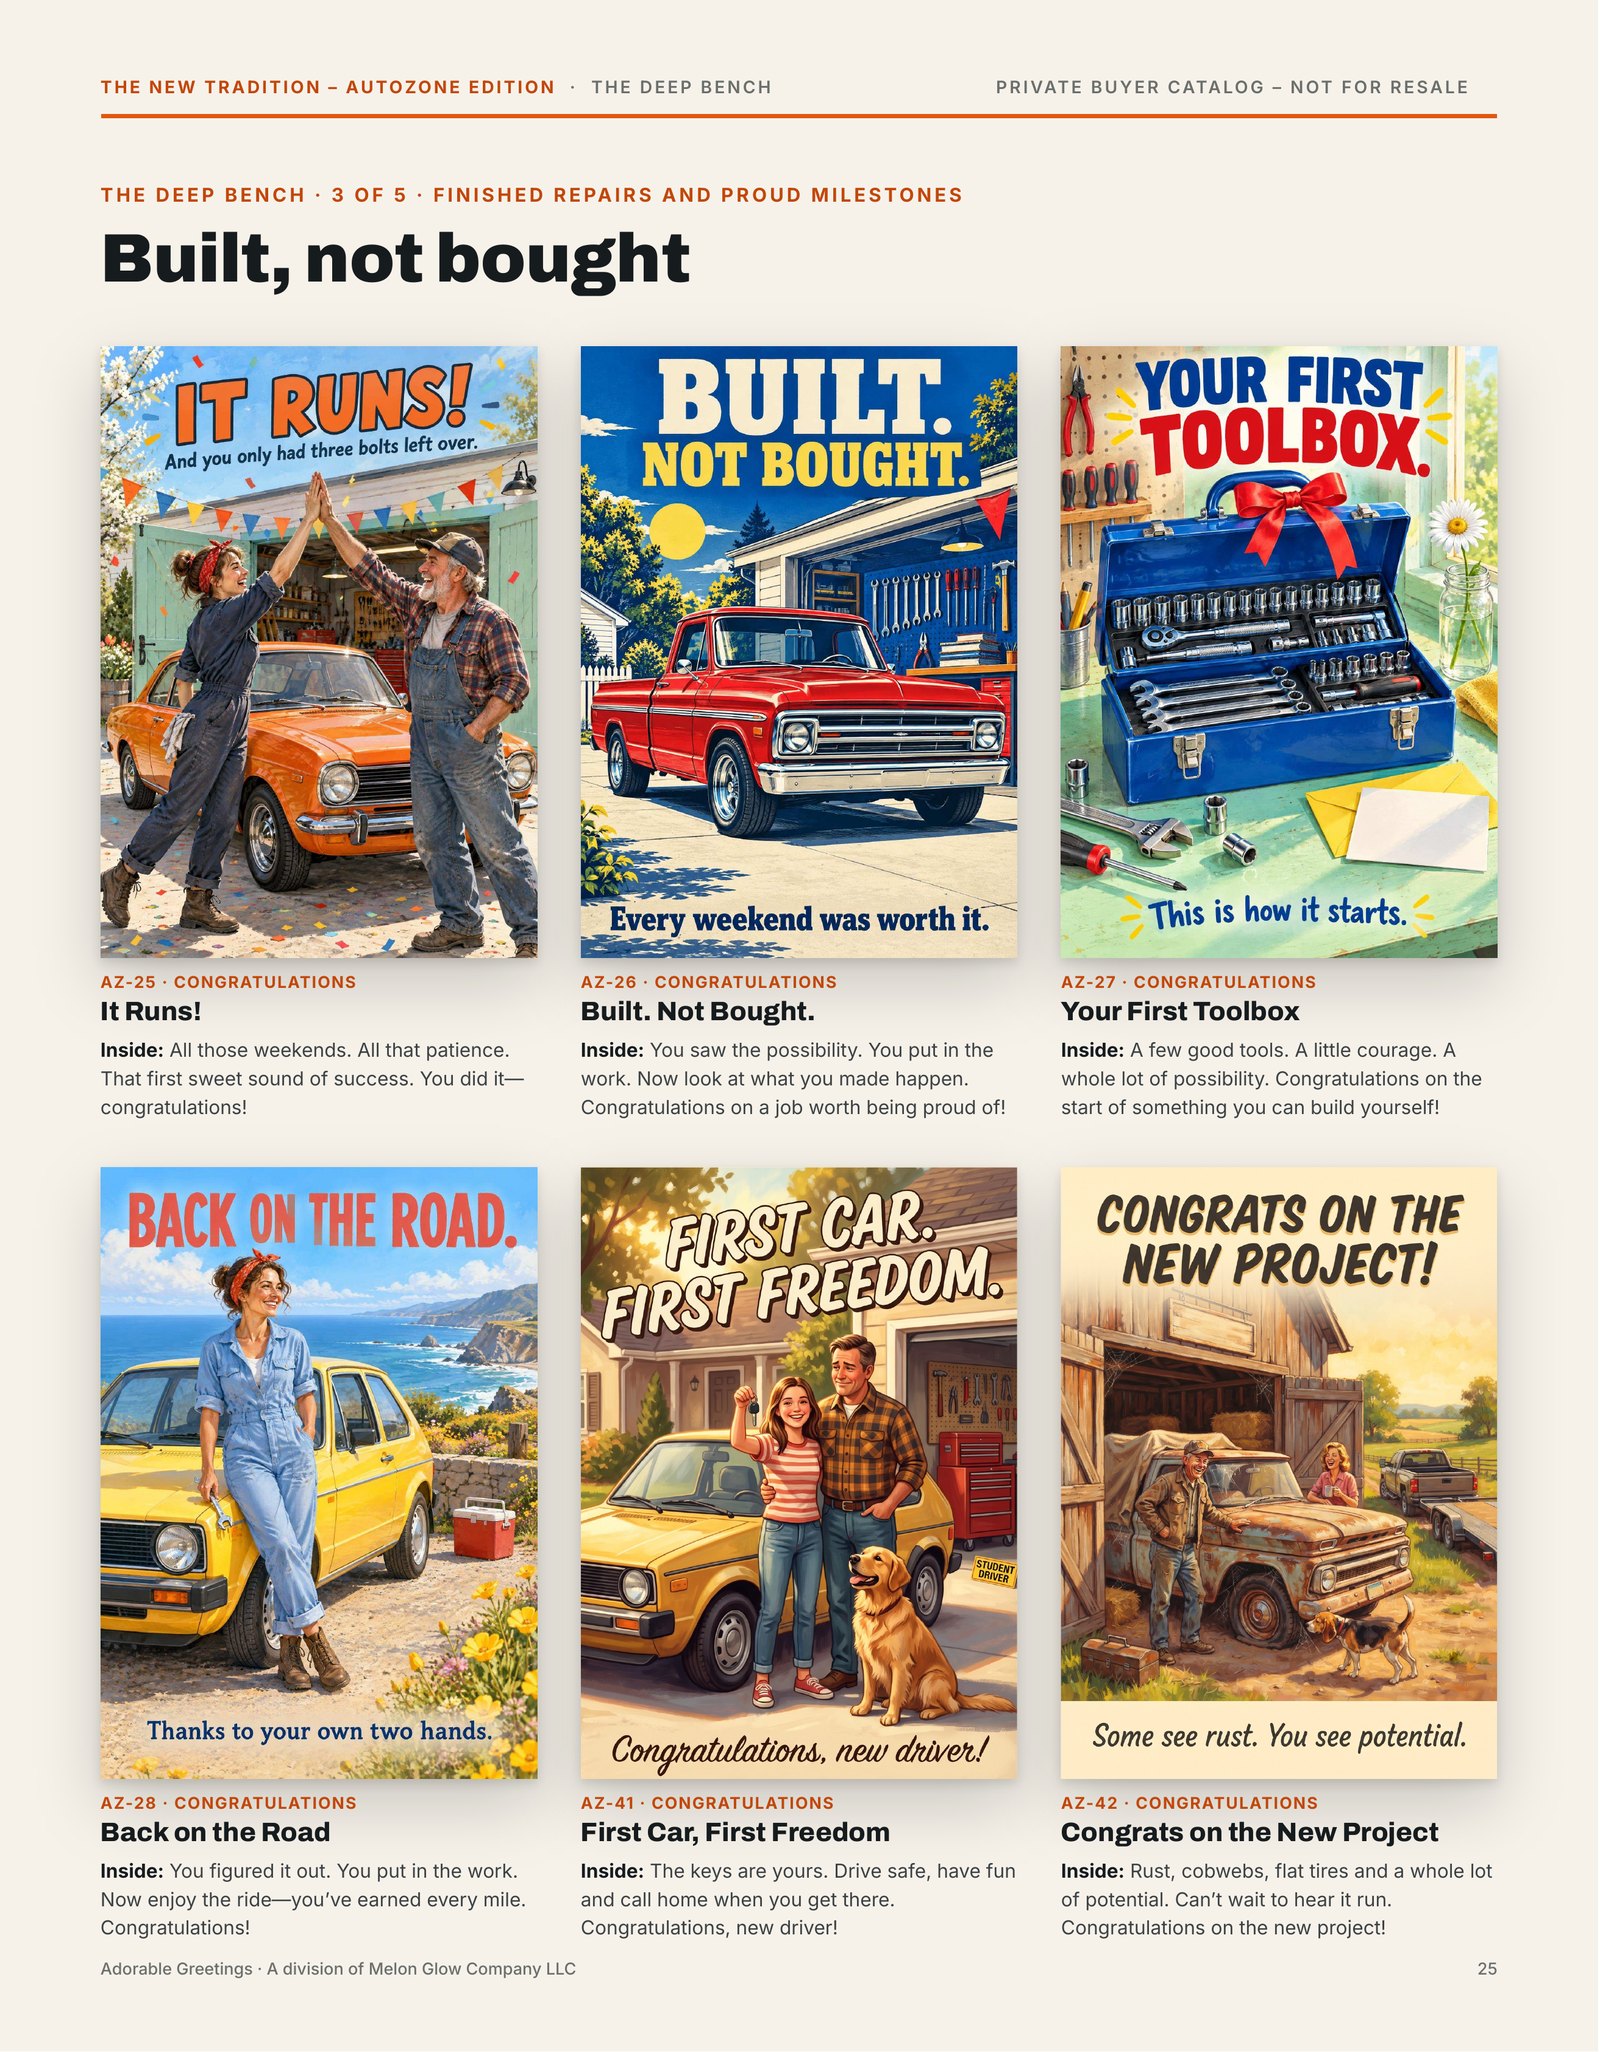 THE NEW TRADITION – AUTOZONE EDITION · THE DEEP BENCH
PRIVATE BUYER CATALOG – NOT FOR RESALE
THE DEEP BENCH · 3 OF 5 · FINISHED REPAIRS AND PROUD MILESTONES
Built, not bought
IT RUNS!
And you only had three bolts left over.
AZ-25 · CONGRATULATIONS
It Runs!
Inside: All those weekends. All that patience.
That first sweet sound of success. You did it—
congratulations!
BUILT.
NOT BOUGHT.
Every weekend was worth it.
AZ-26 · CONGRATULATIONS
Built. Not Bought.
Inside: You saw the possibility. You put in the
work. Now look at what you made happen.
Congratulations on a job worth being proud of!
YOUR FIRST
TOOLBOX.
This is how it starts.
AZ-27 · CONGRATULATIONS
Your First Toolbox
Inside: A few good tools. A little courage. A
whole lot of possibility. Congratulations on the
start of something you can build yourself!
BACK ON THE ROAD.
Thanks to your own two hands.
AZ-28 · CONGRATULATIONS
Back on the Road
Inside: You figured it out. You put in the work.
Now enjoy the ride—you’ve earned every mile.
Congratulations!
FIRST CAR.
FIRST FREEDOM.
STUDENT
DRIVER
Congratulations, new driver!
AZ-41 · CONGRATULATIONS
First Car, First Freedom
Inside: The keys are yours. Drive safe, have fun
and call home when you get there.
Congratulations, new driver!
CONGRATS ON THE
NEW PROJECT!
Some see rust. You see potential.
AZ-42 · CONGRATULATIONS
Congrats on the New Project
Inside: Rust, cobwebs, flat tires and a whole lot
of potential. Can’t wait to hear it run.
Congratulations on the new project!
Adorable Greetings · A division of Melon Glow Company LLC
25